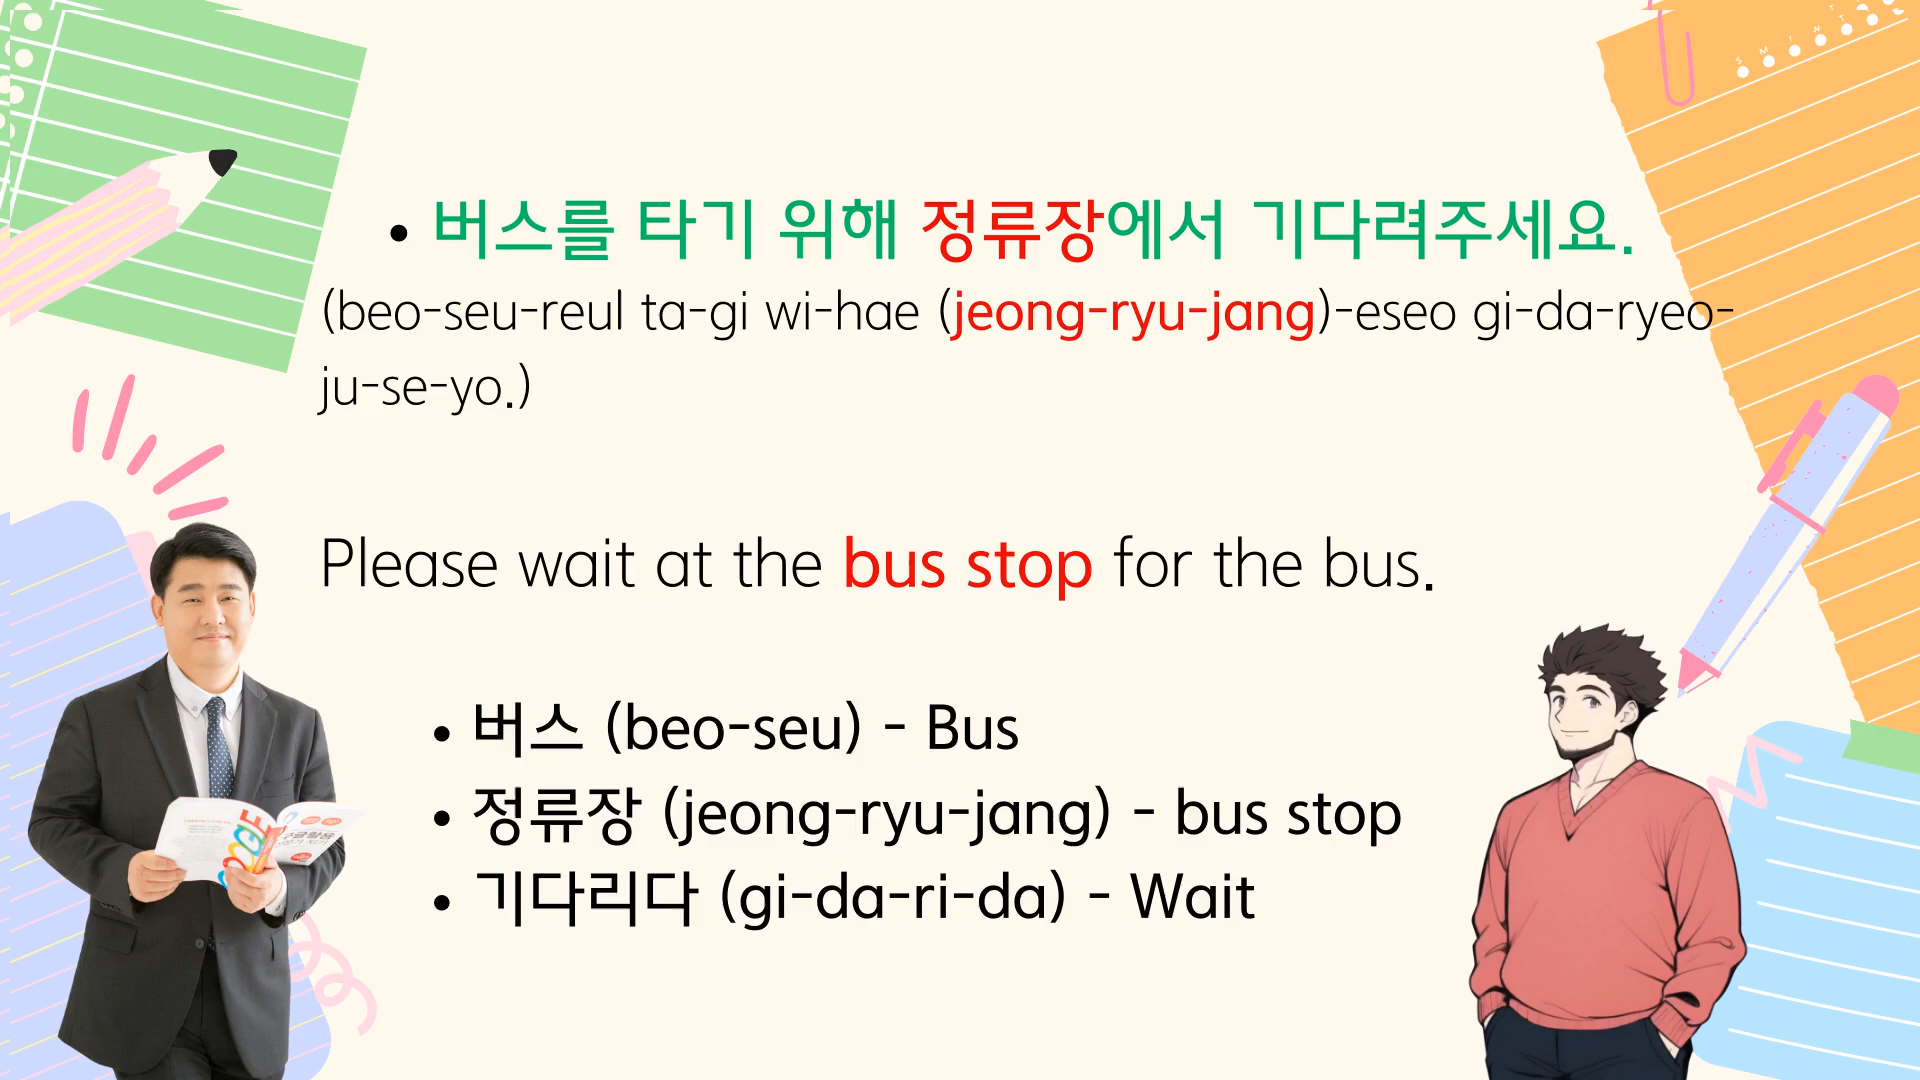 • 버스를 타기 위해 정류장에서 기다려주세요.
(beo-seu-reul ta-gi wi-hae (jeong-ryu-jang)-eseo gi-da-ryeo-
ju-se-yo.)
Please wait at the bus stop for the bus.
• 버스 (beo-seu) - Bus
• 정류장 (jeong-ryu-jang) - bus stop
• 기다리다 (gi-da-ri-da) - Wait